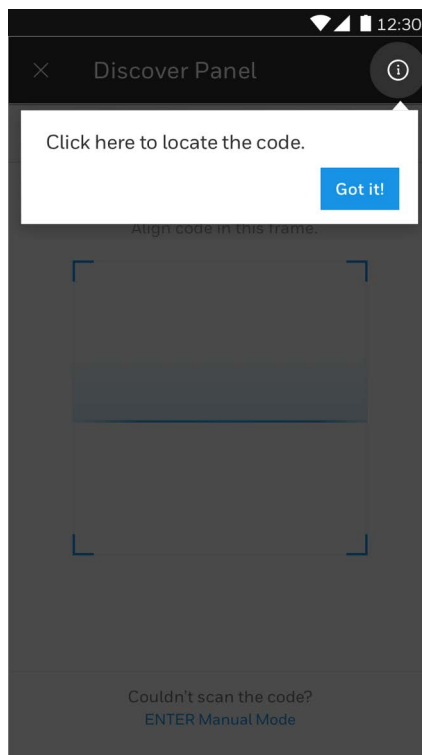 12:30
Discover Panel
Click here to locate the code.
Got it!
Align code in this frame.
Couldn't scan the code?
ENTER Manual Mode